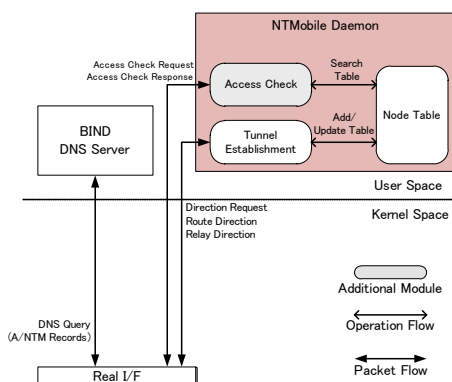 NTMobile Daemon
Access Check Request
Access Check Response
Access Check
Search
Table
Node Table
BIND
DNS Server
Tunnel
Establishment
Add/
Update Table
User Space
Kernel Space
Direction Request
Route Direction
Relay Direction
Additional Module
DNS Query
(A/NTM Records)
Operation Flow
Real I/F
Packet Flow